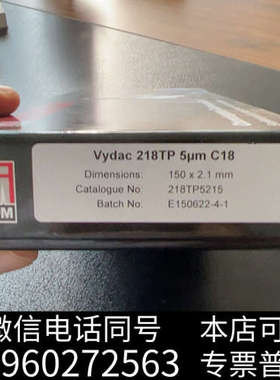 Vydac 218TP 5µm C18
Dimensions: 150 x 2.1 mm
Catalogue No: 218TP5215
Batch No: E150622-4-1
微信电话同号
本店可
960272563
专票普票